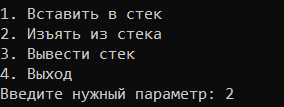 1. Вставить в стек
2. Изъять из стека
3. Вывести стек
4. Выход
Введите нужный параметр: 2